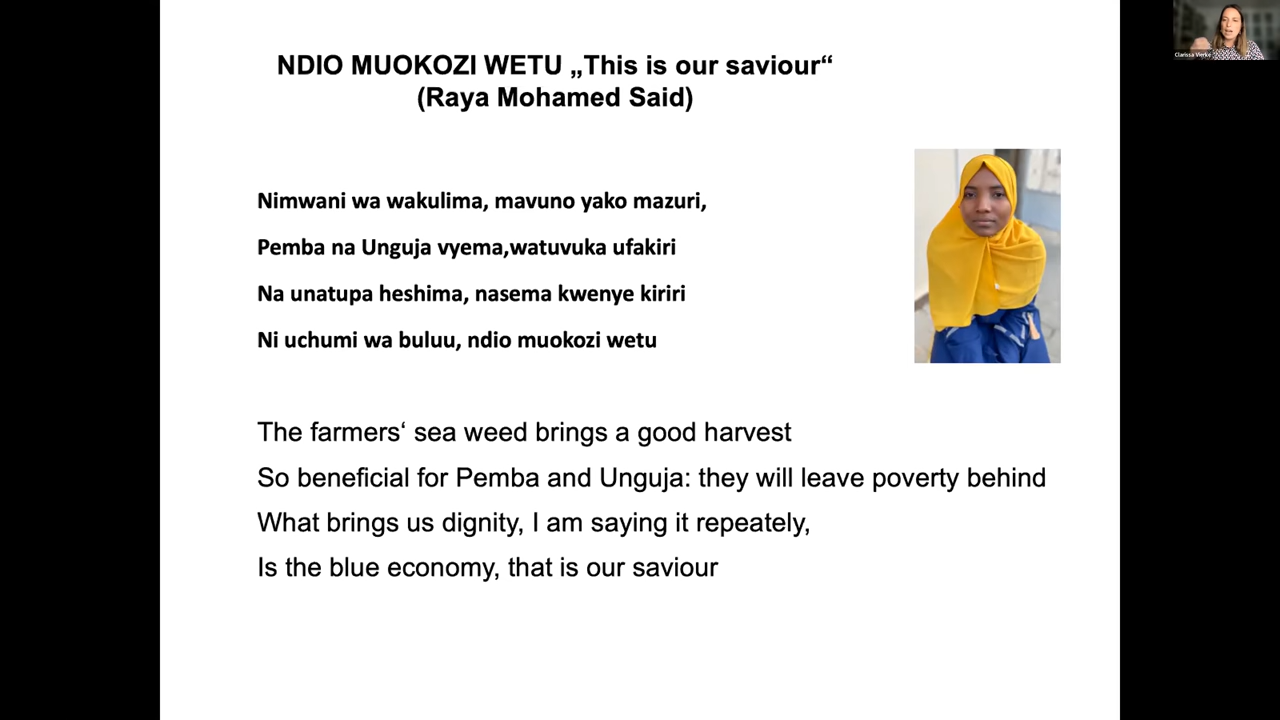 NDIO MUOKOZI WETU „This is our saviour“
(Raya Mohamed Said)
Nimwani wa wakulima, mavuno yako mazuri,
Pemba na Unguja vyema,watuvuka ufakiri
Na unatupa heshima, nasema kwenye kiriri
Ni uchumi wa buluu, ndio muokozi wetu
The farmers‘ sea weed brings a good harvest
So beneficial for Pemba and Unguja: they will leave poverty behind
What brings us dignity, I am saying it repeately,
Is the blue economy, that is our saviour
Clarissa Vierke